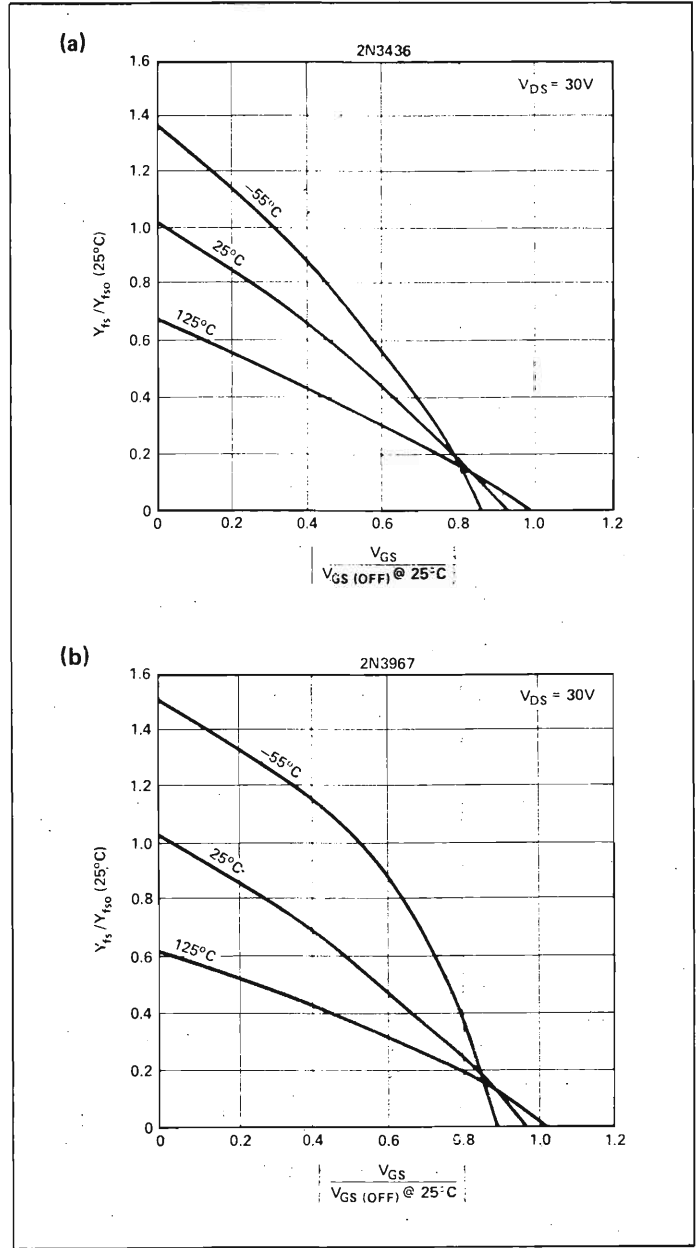 (a)
2N3436
V_DS = 30V
1.6
1.4
1.2
1.0
0.8
0.6
0.4
0.2
0
Y_fs /Y_fso (25°C)
−55°C
25°C
125°C
0 0.2 0.4 0.6 0.8 1.0 1.2
V_GS
V_GS (OFF) @ 25°C
(b)
2N3967
V_DS = 30V
1.6
1.4
1.2
1.0
0.8
0.6
0.4
0.2
0
Y_fs /Y_fso (25°C)
−55°C
25°C
125°C
0 0.2 0.4 0.6 0.8 1.0 1.2
V_GS
V_GS (OFF) @ 25°C